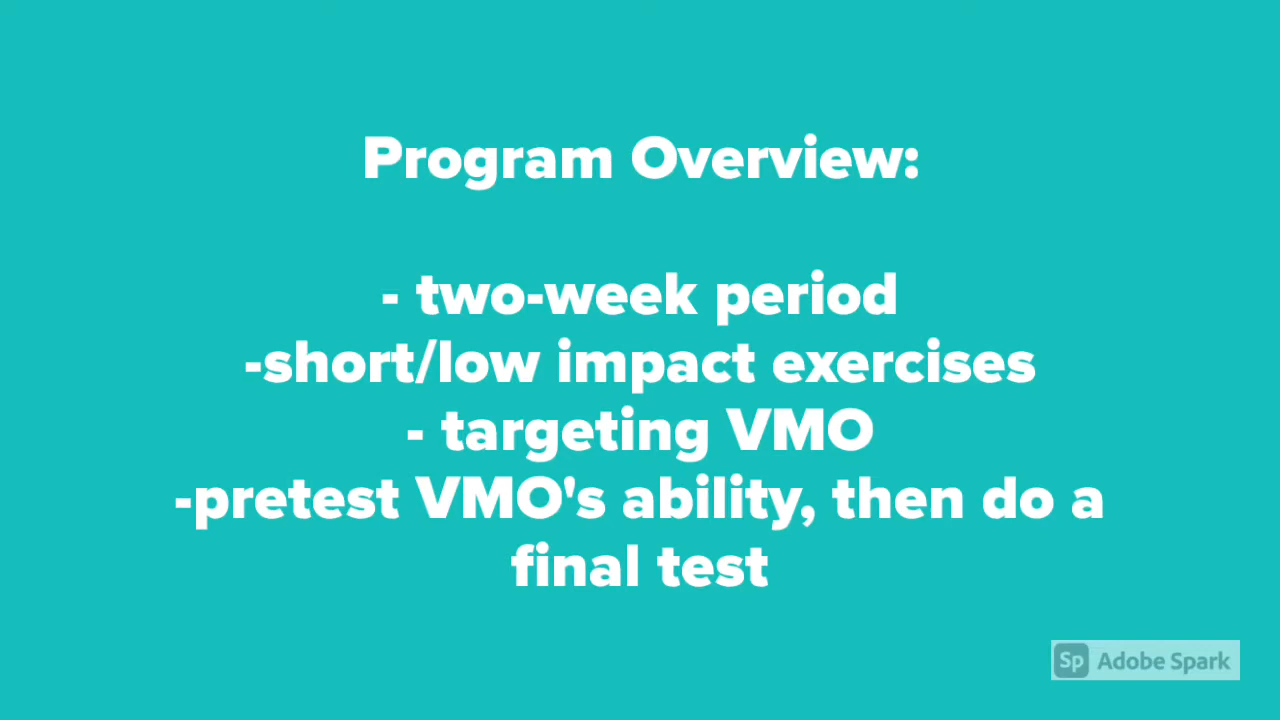 Program Overview:
- two-week period
-short/low impact exercises
- targeting VMO
-pretest VMO's ability, then do a
final test
Sp Adobe Spark